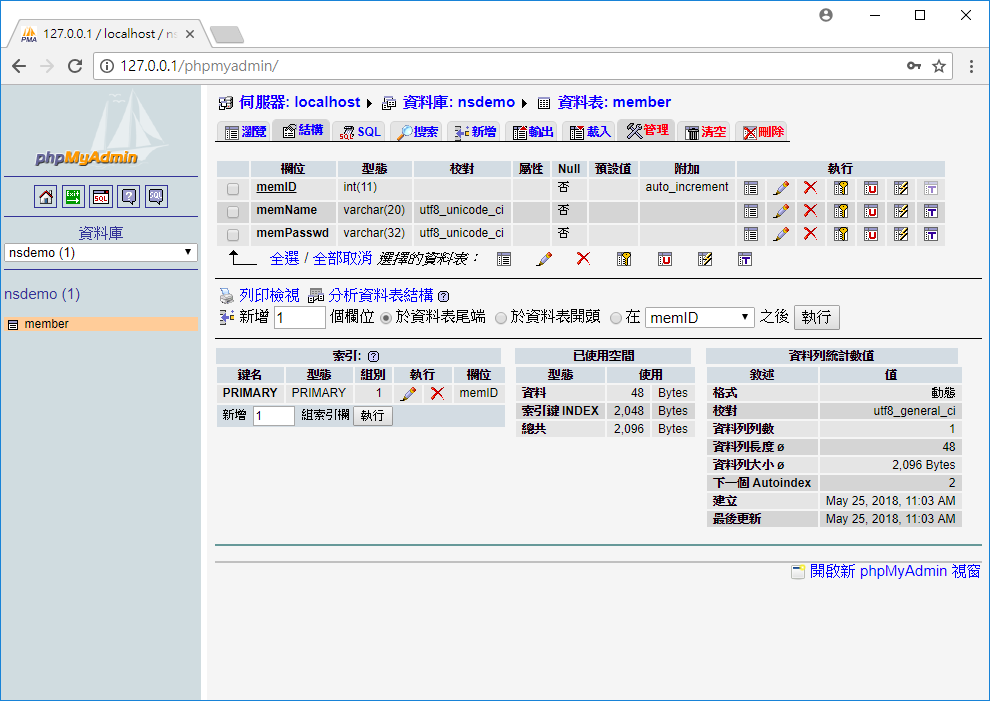 127.0.0.1 / localhost / ns
127.0.0.1/phpmyadmin/
phpMyAdmin
資料庫
nsdemo (1)
nsdemo (1)
member
伺服器: localhost 資料庫: nsdemo 資料表: member
瀏覽 結構 SQL 搜索 新增 輸出 載入 管理 清空 刪除
欄位 型態 校對 屬性 Null 預設值 附加 執行
memID int(11) 否 auto_increment
memName varchar(20) utf8_unicode_ci 否
memPasswd varchar(32) utf8_unicode_ci 否
全選 / 全部取消 選擇的資料表：
列印檢視 分析資料表結構
新增 1 個欄位 於資料表尾端 於資料表開頭 在 memID 之後 執行
索引:
鍵名 型態 組別 執行 欄位
PRIMARY PRIMARY 1 memID
新增 1 組索引欄 執行
已使用空間
型態 使用
資料 48 Bytes
索引鍵 INDEX 2,048 Bytes
總共 2,096 Bytes
資料列統計數值
敘述 值
格式 動態
校對 utf8_general_ci
資料列列數 1
資料列長度 ø 48
資料列大小 ø 2,096 Bytes
下一個 Autoindex 2
建立 May 25, 2018, 11:03 AM
最後更新 May 25, 2018, 11:03 AM
開啟新 phpMyAdmin 視窗